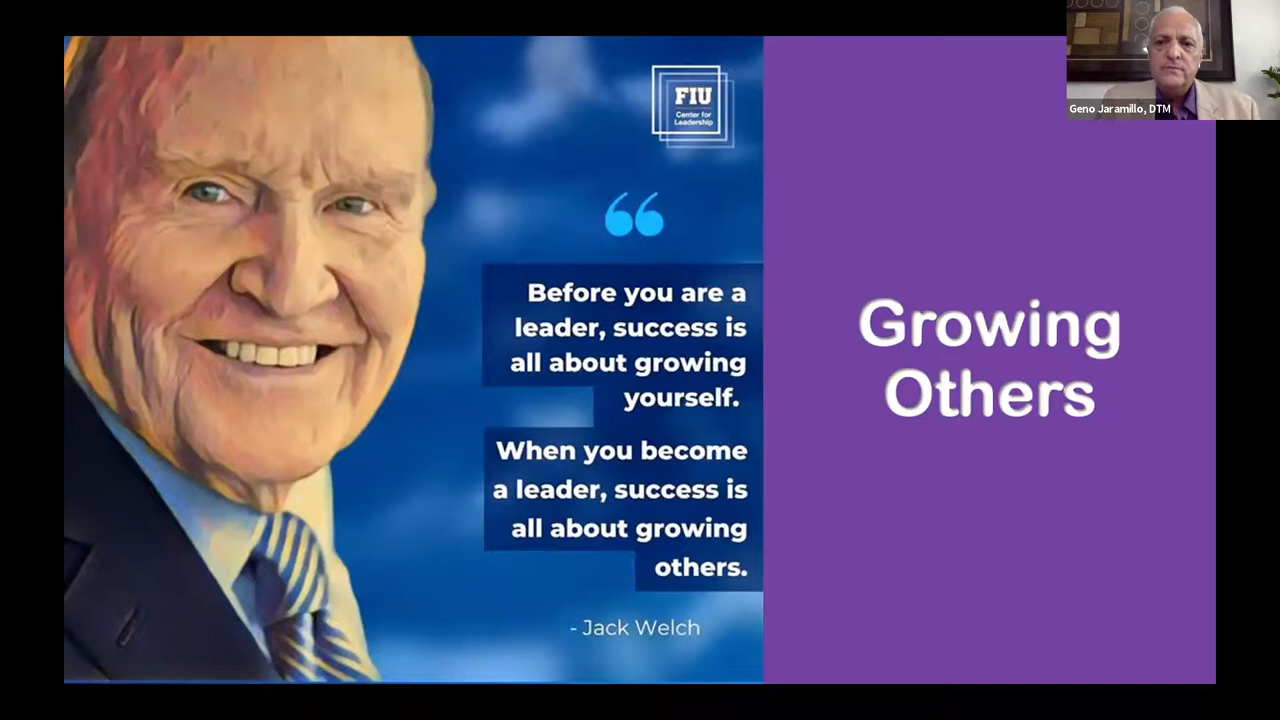 Geno Jaramillo, DTM
FIU
Center for
Leadership
“
Before you are a
leader, success is
all about growing
yourself.
When you become
a leader, success is
all about growing
others.
- Jack Welch
Growing
Others